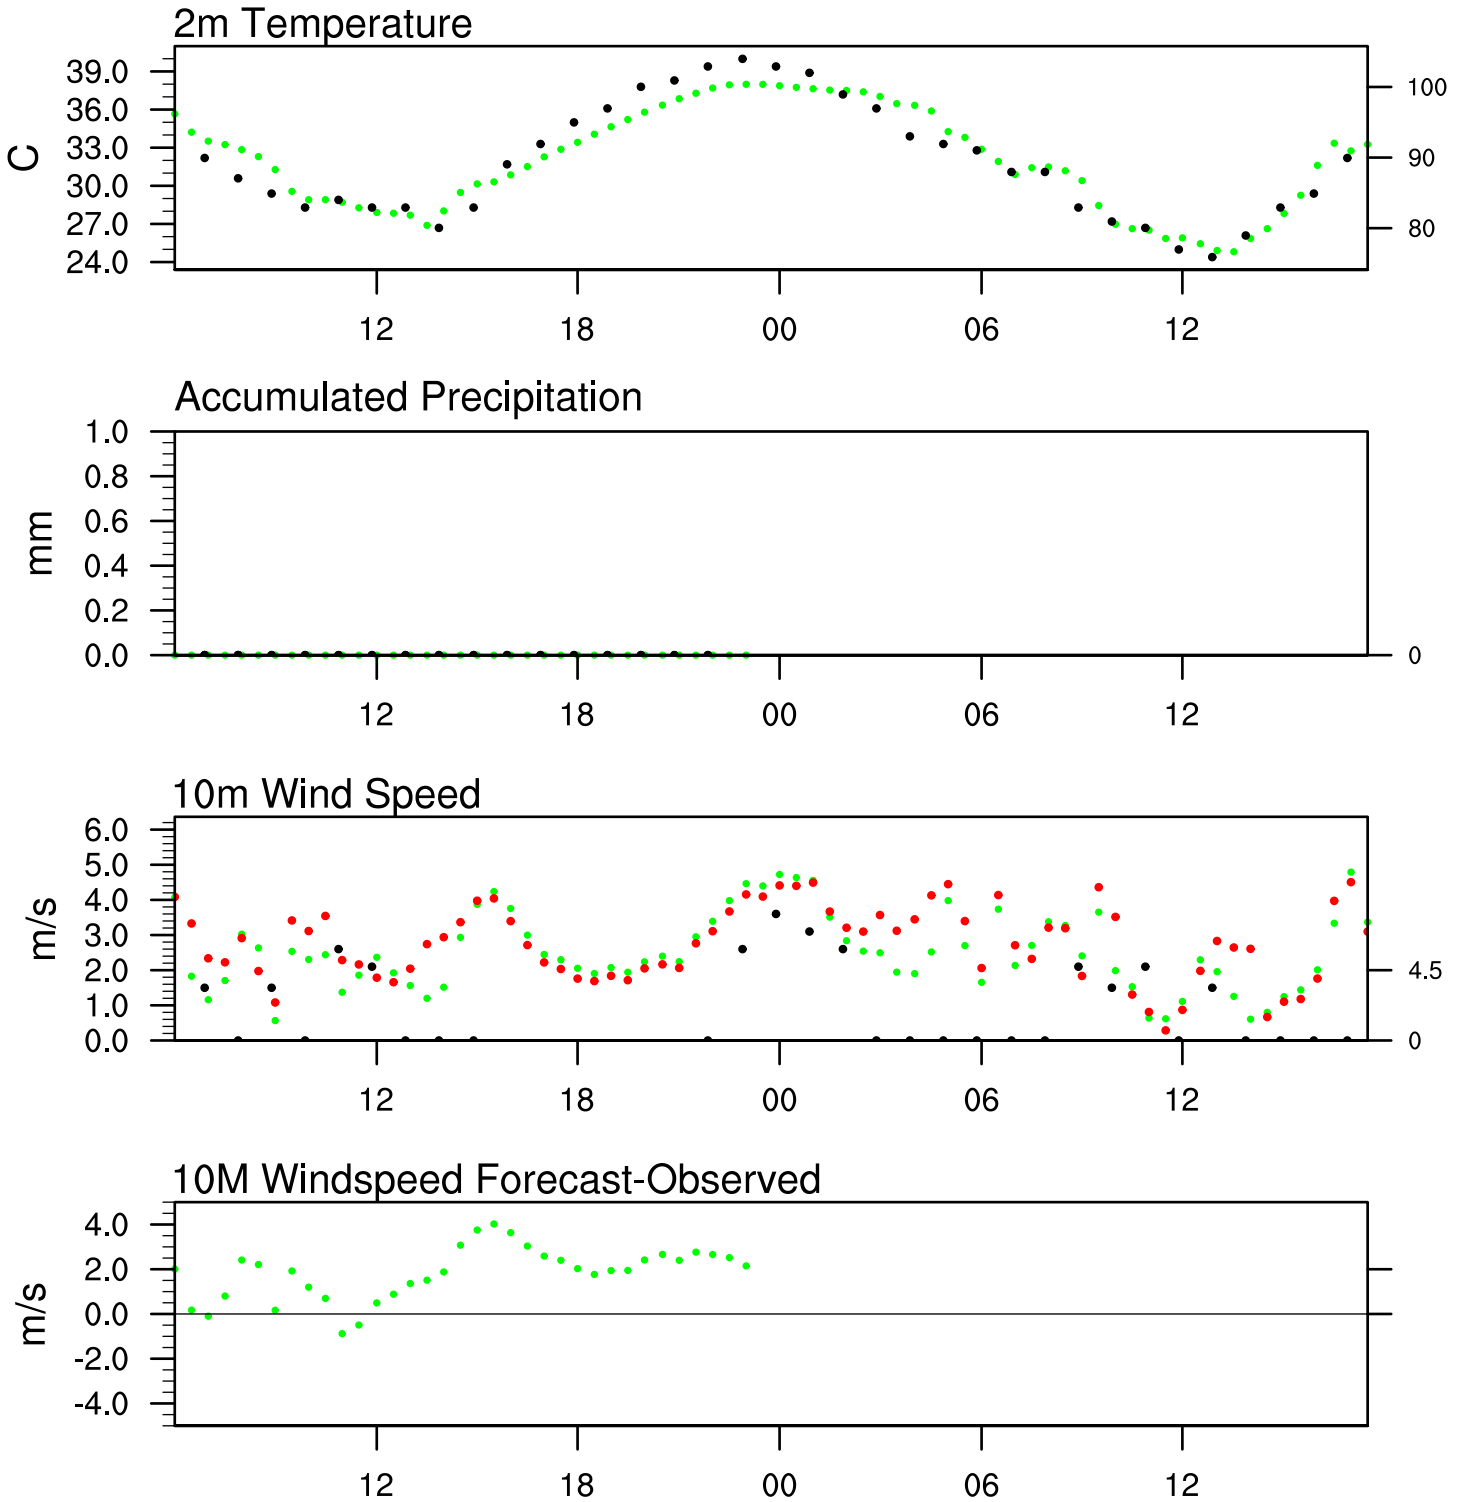 2m Temperature
39.0
36.0
33.0
30.0
27.0
24.0
C
100
90
80
12 18 00 06 12
Accumulated Precipitation
1.0
0.8
0.6
0.4
0.2
0.0
mm
0
12 18 00 06 12
10m Wind Speed
6.0
5.0
4.0
3.0
2.0
1.0
0.0
m/s
4.5
0
12 18 00 06 12
10M Windspeed Forecast-Observed
4.0
2.0
0.0
-2.0
-4.0
m/s
12 18 00 06 12